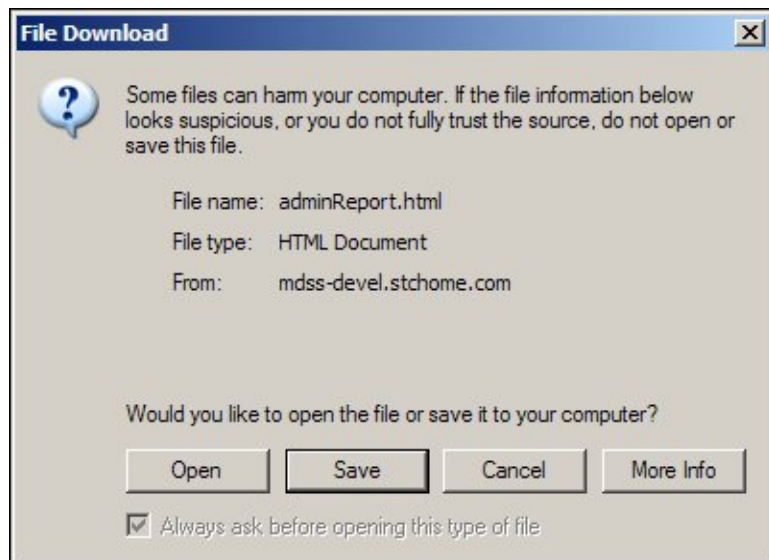 File Download
Some files can harm your computer. If the file information below
looks suspicious, or you do not fully trust the source, do not open or
save this file.
File name: adminReport.html
File type: HTML Document
From: mdss-devel.stchome.com
Would you like to open the file or save it to your computer?
Open Save Cancel More Info
Always ask before opening this type of file